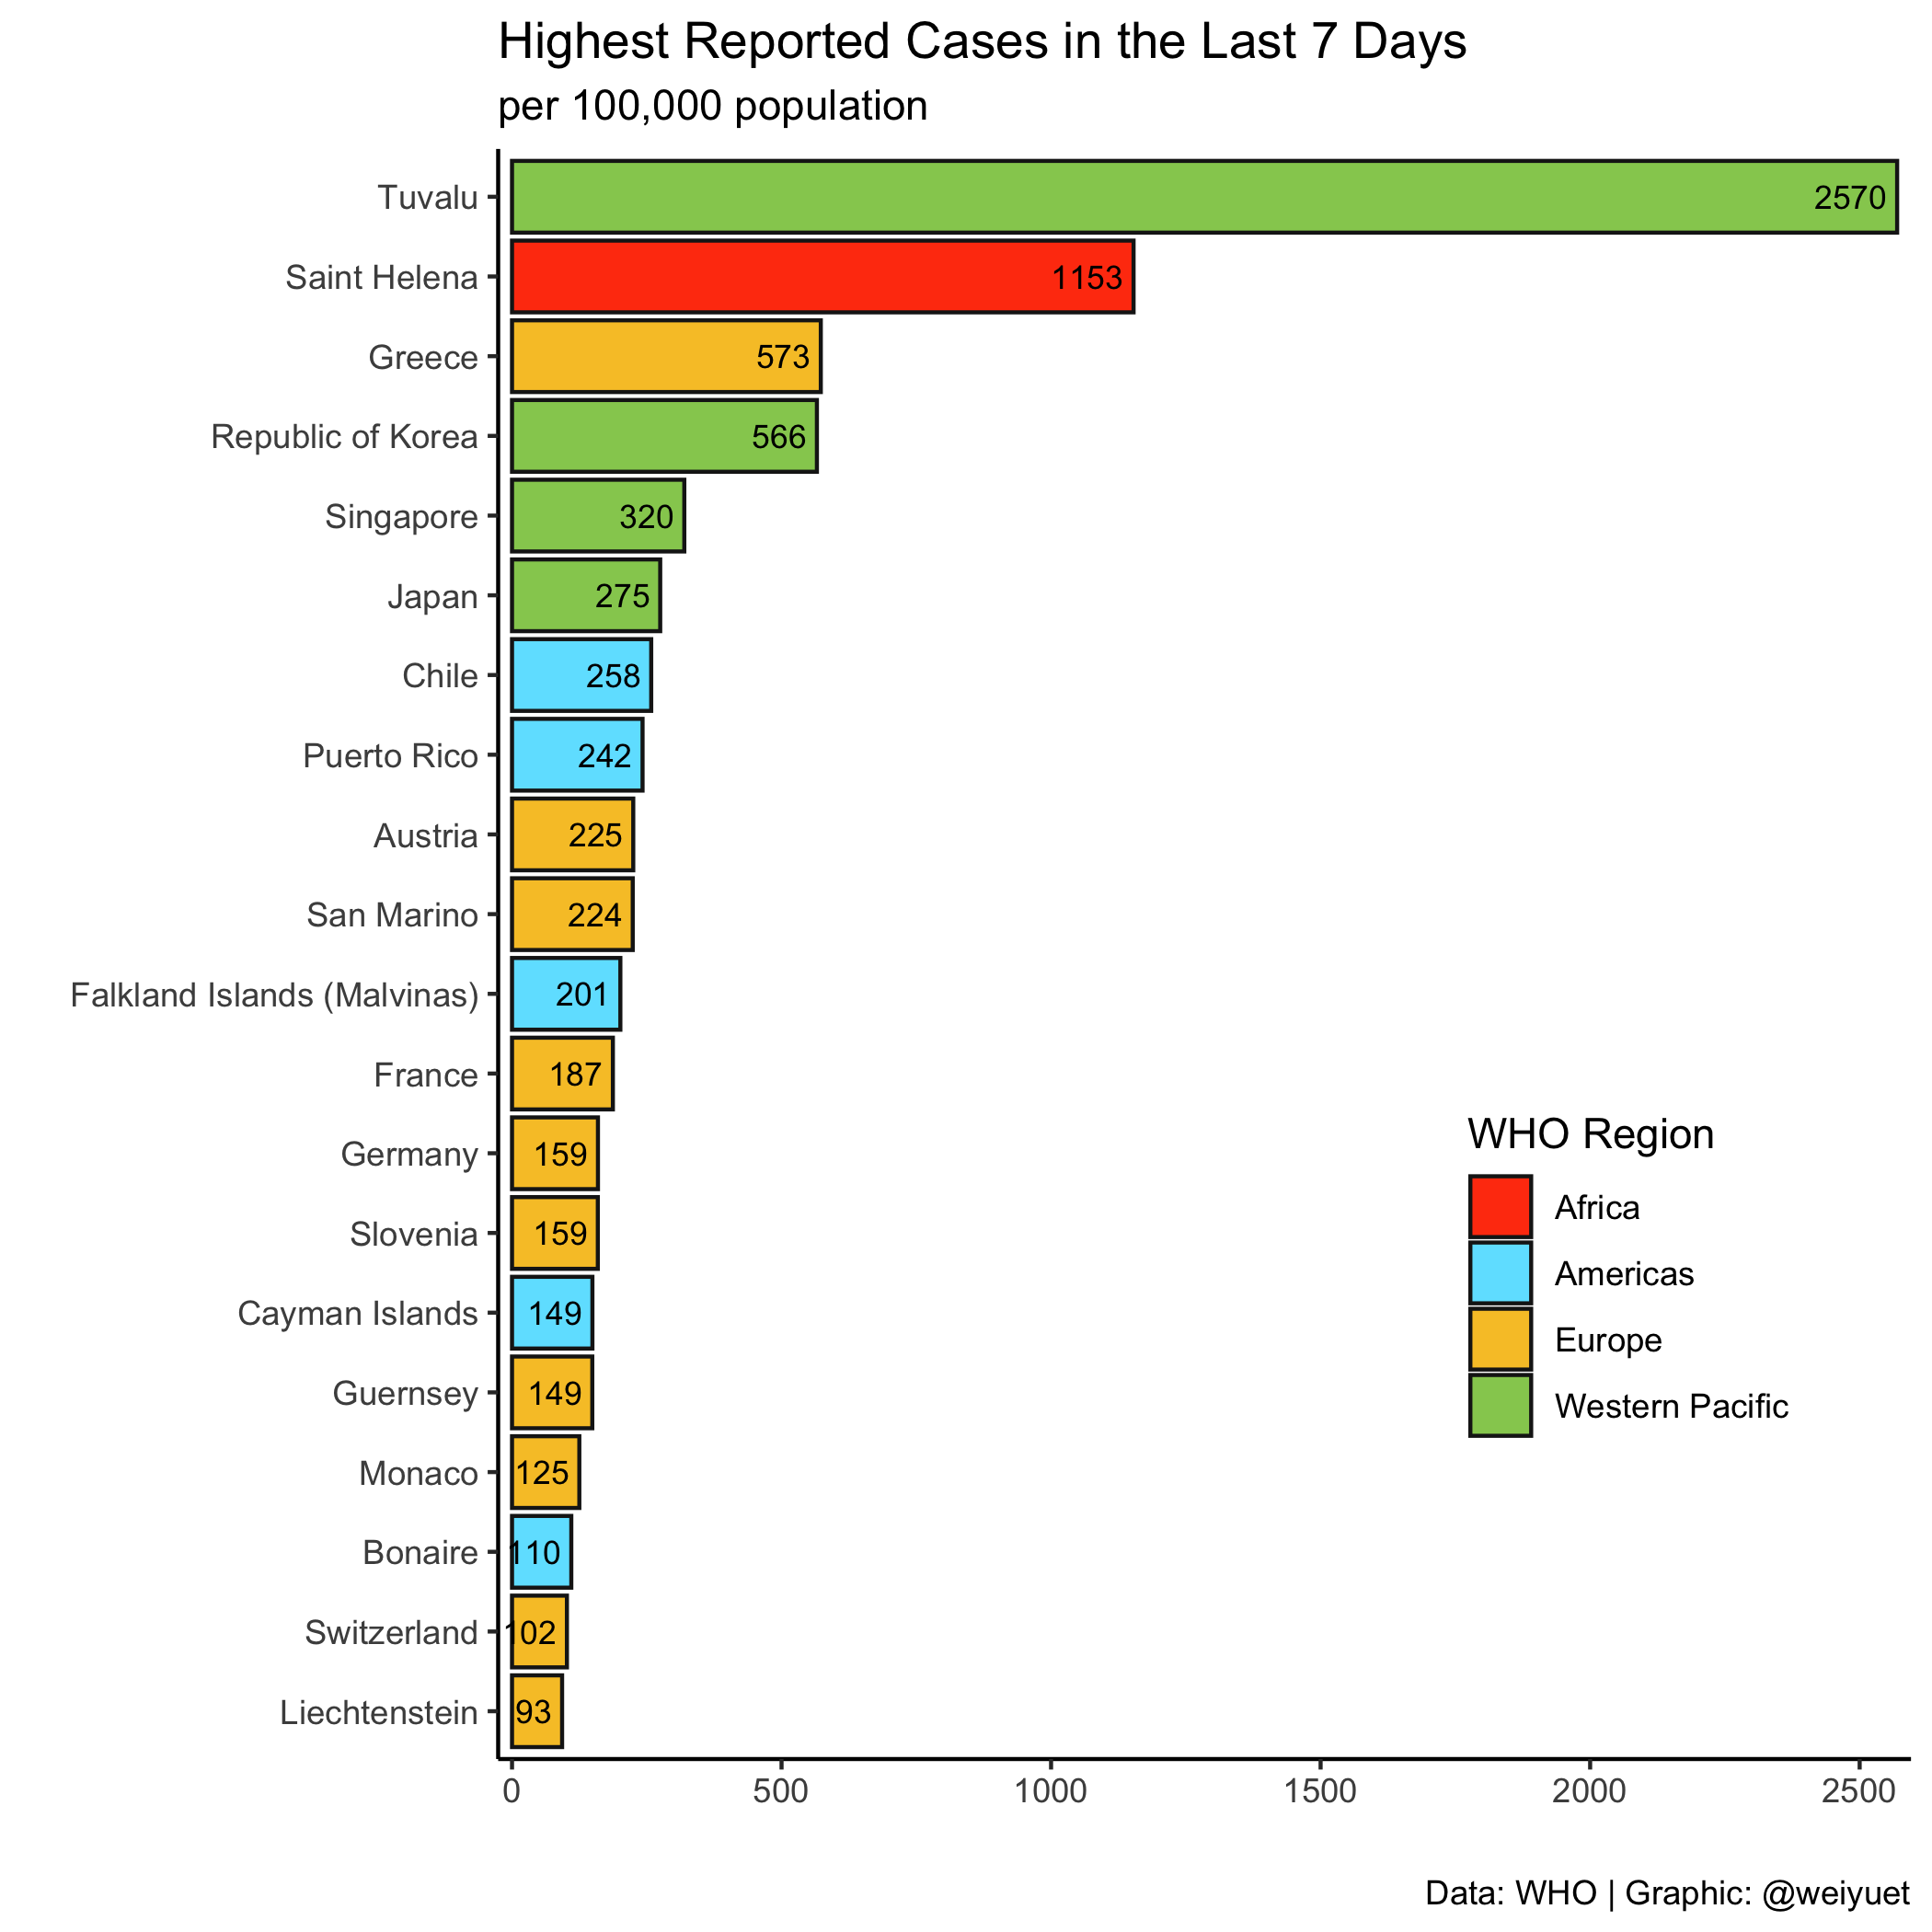 Highest Reported Cases in the Last 7 Days
per 100,000 population
Tuvalu 2570
Saint Helena 1153
Greece 573
Republic of Korea 566
Singapore 320
Japan 275
Chile 258
Puerto Rico 242
Austria 225
San Marino 224
Falkland Islands (Malvinas) 201
France 187
Germany 159
Slovenia 159
Cayman Islands 149
Guernsey 149
Monaco 125
Bonaire 110
Switzerland 102
Liechtenstein 93
0 500 1000 1500 2000 2500
WHO Region
Africa
Americas
Europe
Western Pacific
Data: WHO | Graphic: @weiyuet